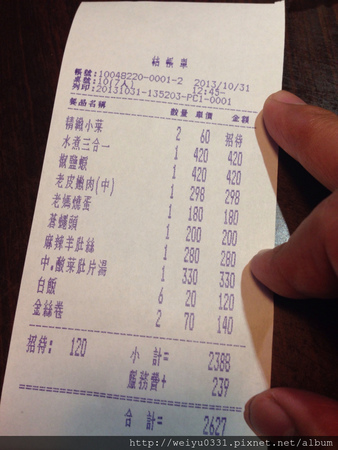 結帳單
帳號:10048220-0001-2 2013/10/31
桌號:10(7人) 12:45-
列印:20131031-135203-PC1-0001
餐品名稱 數量 單價 金額
精緻小菜 2 60 招待
水煮三合一 1 420 420
椒鹽蝦 1 420 420
老皮嫩肉(中) 1 298 298
老媽燒蛋 1 180 180
蒼蠅頭 1 200 200
麻辣羊肚絲 1 280 280
中.酸菜肚片湯 1 330 330
白飯 6 20 120
金絲卷 2 70 140
招待: 120 小 計= 2388
服務費+ 239
合 計= 2627
http://weiyu0331.pixnet.net/album